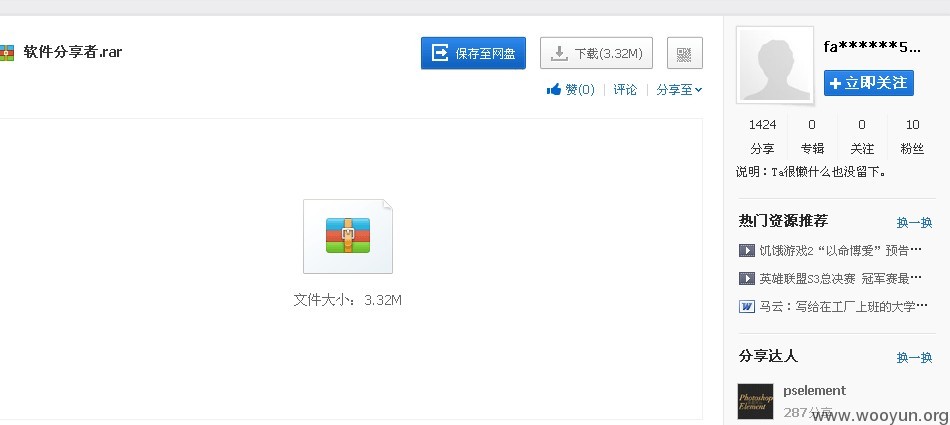 软件分享者.rar
保存至网盘
下载(3.32M)
赞(0)
评论
分享至
文件大小：3.32M
fa******5...
+立即关注
1424 0 0 10
分享 专辑 关注 粉丝
说明：Ta很懒什么也没留下。
热门资源推荐 换一换
饥饿游戏2“以命博爱”预告...
英雄联盟S3总决赛 冠军赛最...
马云：写给在工厂上班的大学...
分享达人 换一换
Photoshop
Element
pselement
287分享
www.wooyun.org